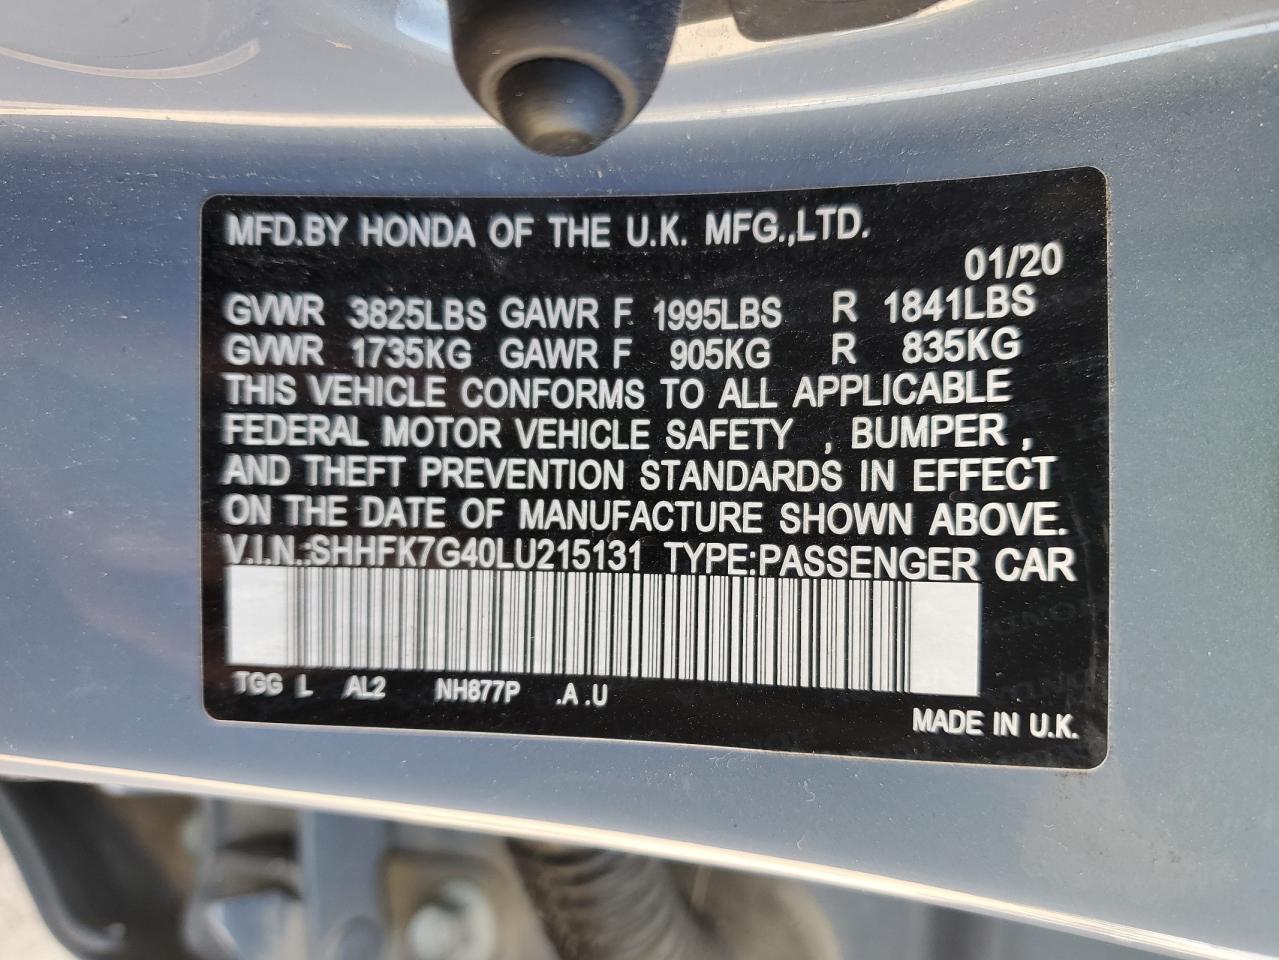 MFD.BY HONDA OF THE U.K. MFG.,LTD.
01/20
GVWR 3825LBS GAWR F 1995LBS R 1841LBS
GVWR 1735KG GAWR F 905KG R 835KG
THIS VEHICLE CONFORMS TO ALL APPLICABLE
FEDERAL MOTOR VEHICLE SAFETY , BUMPER ,
AND THEFT PREVENTION STANDARDS IN EFFECT
ON THE DATE OF MANUFACTURE SHOWN ABOVE.
V.I.N.:SHHFK7G40LU215131 TYPE:PASSENGER CAR
TGG L AL2 NH877P .A .U
MADE IN U.K.